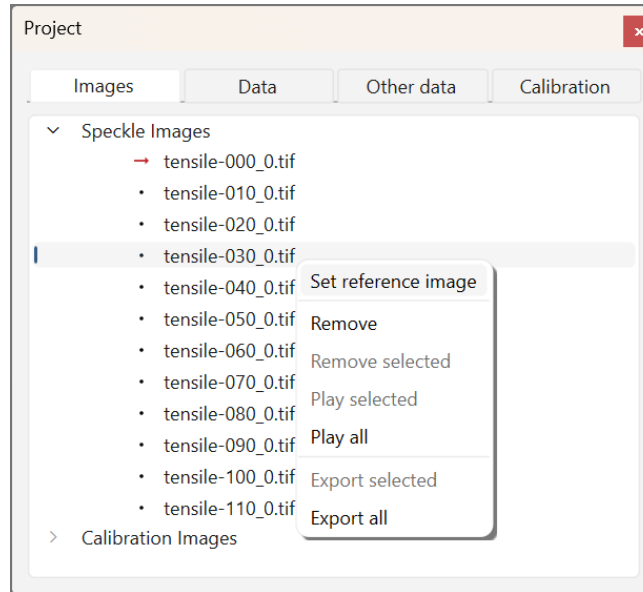 Project
Images Data Other data Calibration
Speckle Images
tensile-000_0.tif
tensile-010_0.tif
tensile-020_0.tif
tensile-030_0.tif
tensile-040_0.tif
tensile-050_0.tif
tensile-060_0.tif
tensile-070_0.tif
tensile-080_0.tif
tensile-090_0.tif
tensile-100_0.tif
tensile-110_0.tif
Calibration Images
Set reference image
Remove
Remove selected
Play selected
Play all
Export selected
Export all